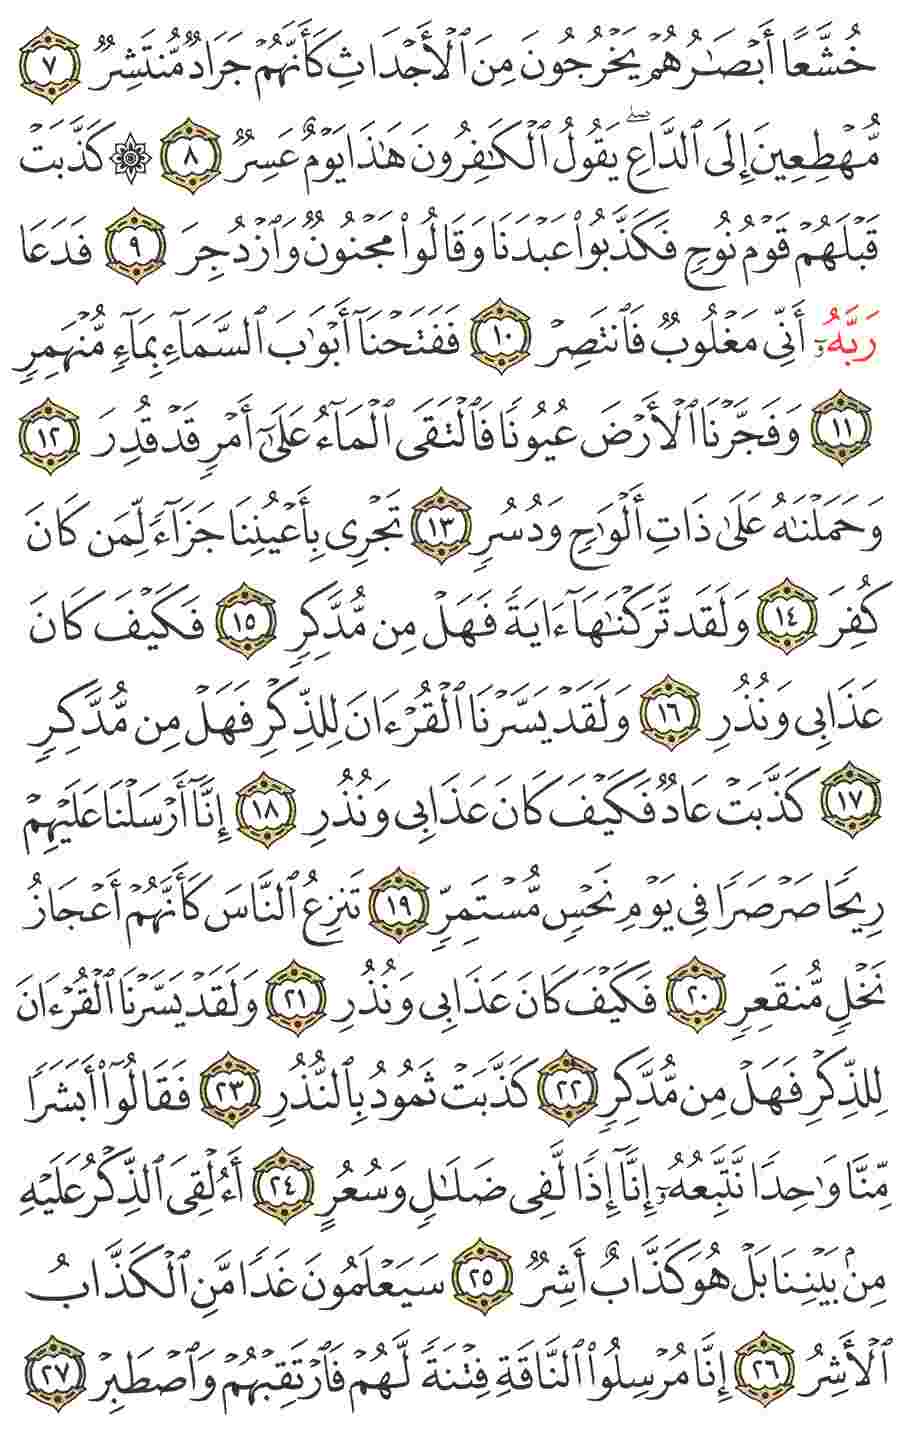 خُشَّعًا أَبْصَٰرُهُمْ يَخْرُجُونَ مِنَ ٱلْأَجْدَاثِ كَأَنَّهُمْ جَرَادٌ مُّنتَشِرٌ ٧
مُّهْطِعِينَ إِلَى ٱلدَّاعِ ۖ يَقُولُ ٱلْكَٰفِرُونَ هَٰذَا يَوْمٌ عَسِرٌ ٨ ۞ كَذَّبَتْ
قَبْلَهُمْ قَوْمُ نُوحٍ فَكَذَّبُوا۟ عَبْدَنَا وَقَالُوا۟ مَجْنُونٌ وَٱزْدُجِرَ ٩ فَدَعَا
رَبَّهُۥٓ أَنِّى مَغْلُوبٌ فَٱنتَصِرْ ١٠ فَفَتَحْنَآ أَبْوَٰبَ ٱلسَّمَآءِ بِمَآءٍ مُّنْهَمِرٍ
١١ وَفَجَّرْنَا ٱلْأَرْضَ عُيُونًا فَٱلْتَقَى ٱلْمَآءُ عَلَىٰٓ أَمْرٍ قَدْ قُدِرَ ١٢
وَحَمَلْنَٰهُ عَلَىٰ ذَاتِ أَلْوَٰحٍ وَدُسُرٍ ١٣ تَجْرِى بِأَعْيُنِنَا جَزَآءً لِّمَن كَانَ
كُفِرَ ١٤ وَلَقَد تَّرَكْنَٰهَآ ءَايَةً فَهَلْ مِن مُّدَّكِرٍ ١٥ فَكَيْفَ كَانَ
عَذَابِى وَنُذُرِ ١٦ وَلَقَدْ يَسَّرْنَا ٱلْقُرْءَانَ لِلذِّكْرِ فَهَلْ مِن مُّدَّكِرٍ
١٧ كَذَّبَتْ عَادٌ فَكَيْفَ كَانَ عَذَابِى وَنُذُرِ ١٨ إِنَّآ أَرْسَلْنَا عَلَيْهِمْ
رِيحًا صَرْصَرًا فِى يَوْمِ نَحْسٍ مُّسْتَمِرٍّ ١٩ تَنزِعُ ٱلنَّاسَ كَأَنَّهُمْ أَعْجَازُ
نَخْلٍ مُّنقَعِرٍ ٢٠ فَكَيْفَ كَانَ عَذَابِى وَنُذُرِ ٢١ وَلَقَدْ يَسَّرْنَا ٱلْقُرْءَانَ
لِلذِّكْرِ فَهَلْ مِن مُّدَّكِرٍ ٢٢ كَذَّبَتْ ثَمُودُ بِٱلنُّذُرِ ٢٣ فَقَالُوٓا۟ أَبَشَرًا
مِّنَّا وَٰحِدًا نَّتَّبِعُهُۥٓ إِنَّآ إِذًا لَّفِى ضَلَٰلٍ وَسُعُرٍ ٢٤ أَءُلْقِىَ ٱلذِّكْرُ عَلَيْهِ
مِنۢ بَيْنِنَا بَلْ هُوَ كَذَّابٌ أَشِرٌ ٢٥ سَيَعْلَمُونَ غَدًا مَّنِ ٱلْكَذَّابُ
ٱلْأَشِرُ ٢٦ إِنَّا مُرْسِلُوا۟ ٱلنَّاقَةِ فِتْنَةً لَّهُمْ فَٱرْتَقِبْهُمْ وَٱصْطَبِرْ ٢٧